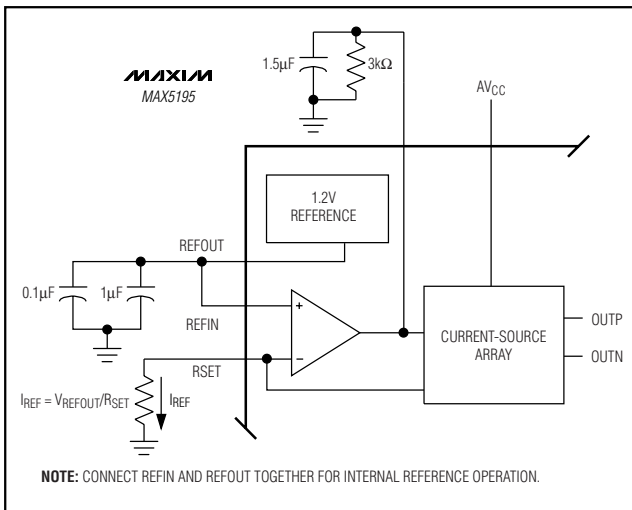 1.5µF
3kΩ
MAXIM
MAX5195
AVCC
1.2V
REFERENCE
REFOUT
0.1µF
1µF
REFIN
+
CURRENT-SOURCE
ARRAY
OUTP
OUTN
−
RSET
IREF = VREFOUT/RSET
IREF
NOTE: CONNECT REFIN AND REFOUT TOGETHER FOR INTERNAL REFERENCE OPERATION.